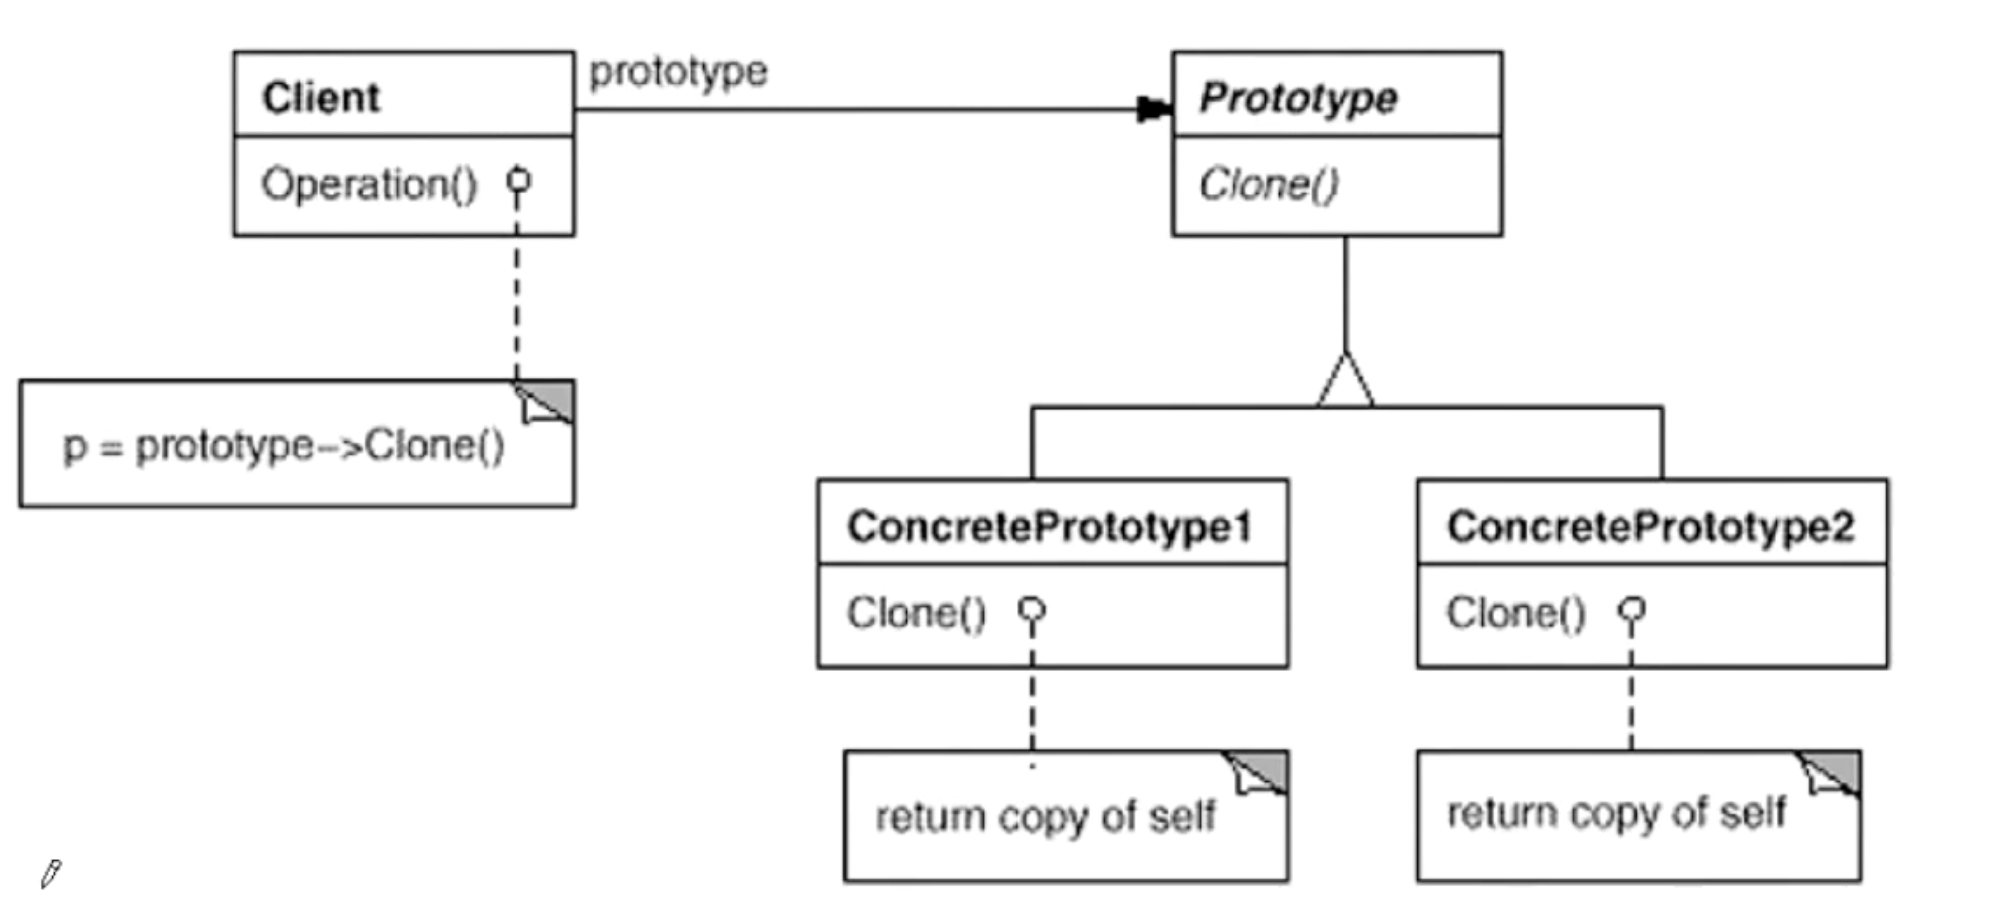 Client
prototype
Prototype
Operation()
Clone()
p = prototype–>Clone()
ConcretePrototype1
ConcretePrototype2
Clone()
Clone()
return copy of self
return copy of self